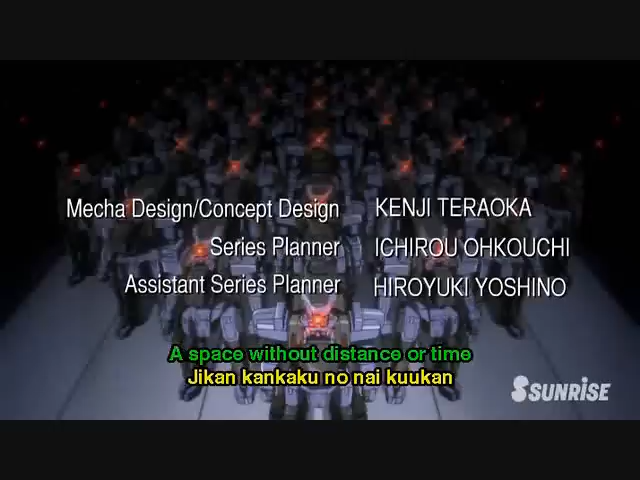 Mecha Design/Concept Design KENJI TERAOKA
Series Planner ICHIROU OHKOUCHI
Assistant Series Planner HIROYUKI YOSHINO
A space without distance or time
Jikan kankaku no nai kuukan
SUNRISE